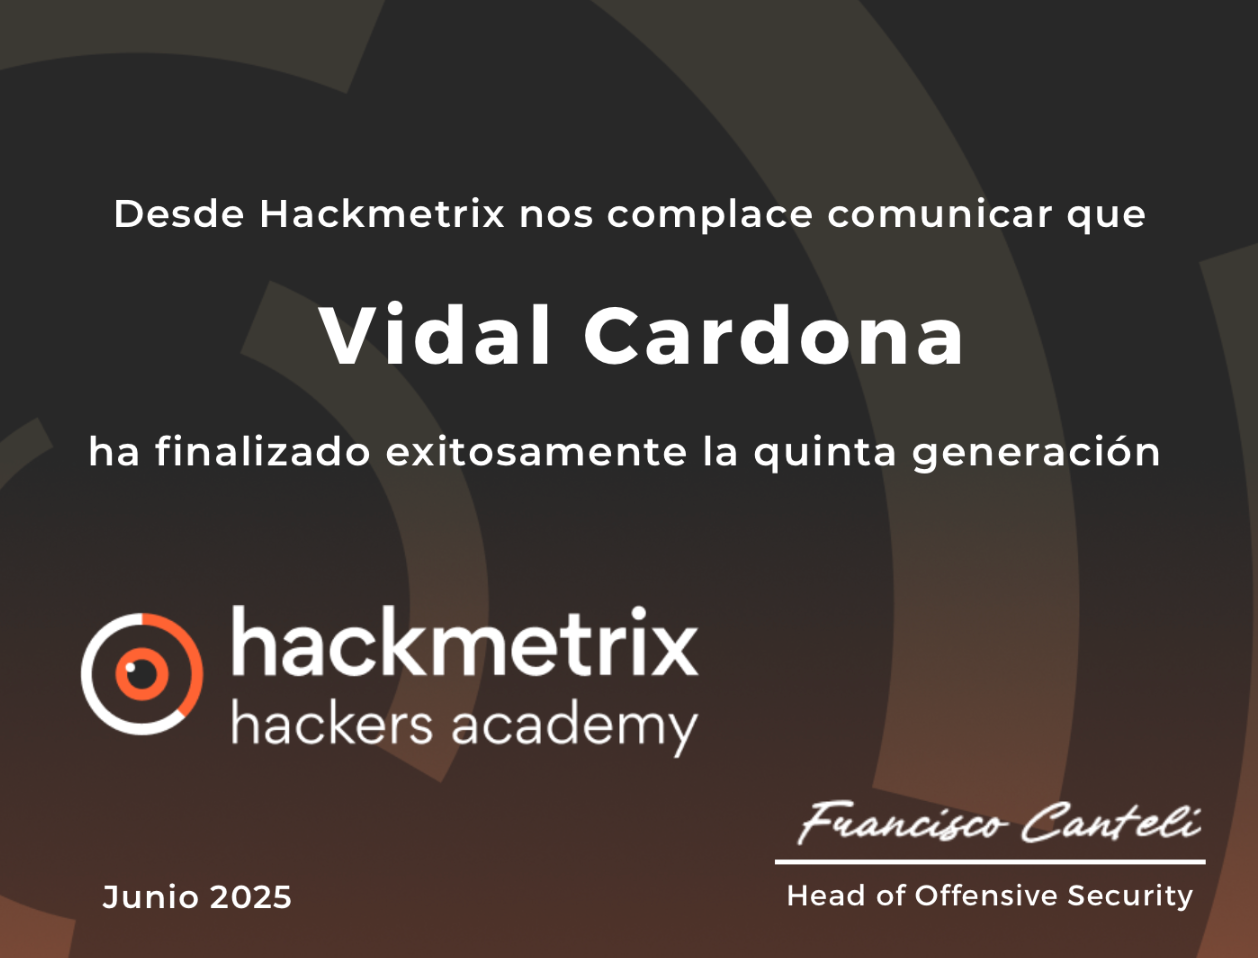 Desde Hackmetrix nos complace comunicar que
Vidal Cardona
ha finalizado exitosamente la quinta generación
hackmetrix
hackers academy
Francisco Canteli
Junio 2025
Head of Offensive Security